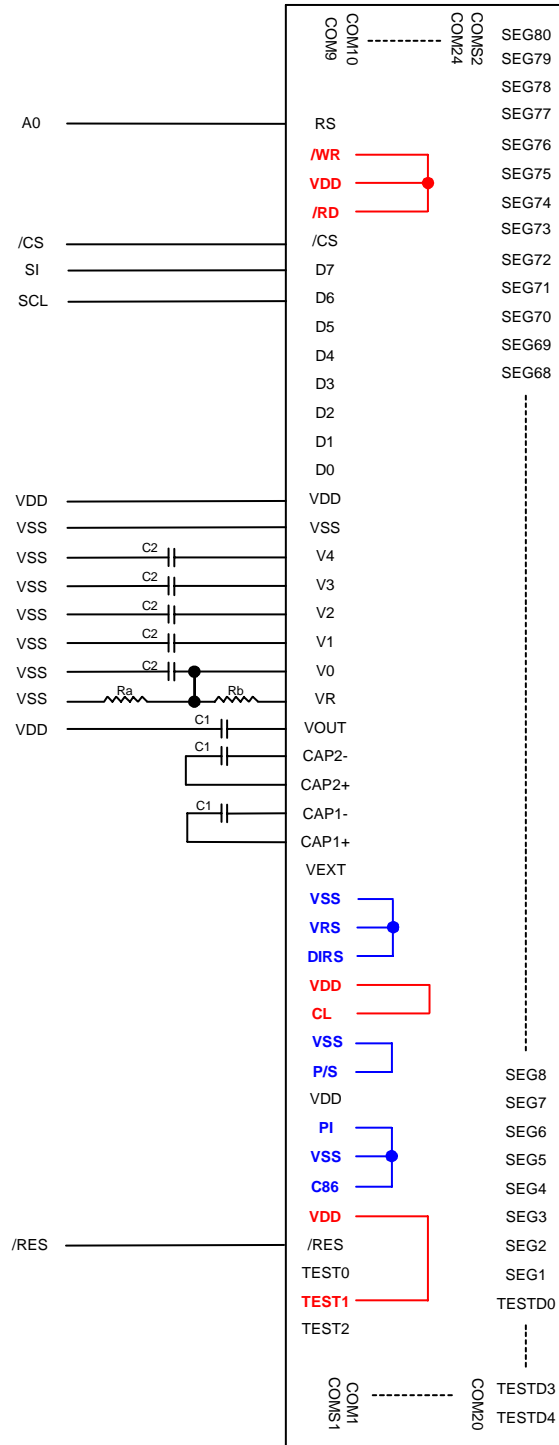 COM9
COM10
COM24
COMS2
A0
/CS
SI
SCL
VDD
VSS
VSS
C2
VSS
C2
VSS
C2
VSS
C2
VSS
C2
VSS
Ra
Rb
VDD
C1
C1
C1
/RES
RS
/WR
VDD
/RD
/CS
D7
D6
D5
D4
D3
D2
D1
D0
VDD
VSS
V4
V3
V2
V1
V0
VR
VOUT
CAP2-
CAP2+
CAP1-
CAP1+
VEXT
VSS
VRS
DIRS
VDD
CL
VSS
P/S
VDD
PI
VSS
C86
VDD
/RES
TEST0
TEST1
TEST2
SEG80
SEG79
SEG78
SEG77
SEG76
SEG75
SEG74
SEG73
SEG72
SEG71
SEG70
SEG69
SEG68
SEG8
SEG7
SEG6
SEG5
SEG4
SEG3
SEG2
SEG1
TESTD0
TESTD3
TESTD4
COMS1
COM1
COM20